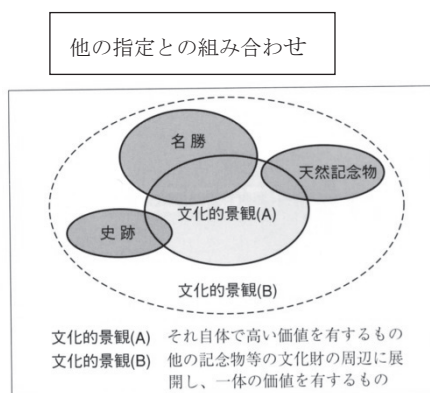 他の指定との組み合わせ
名勝
天然記念物
文化的景観(A)
史跡
文化的景観(B)
文化的景観(A) それ自体で高い価値を有するもの
文化的景観(B) 他の記念物等の文化財の周辺に展
開し、一体の価値を有するもの